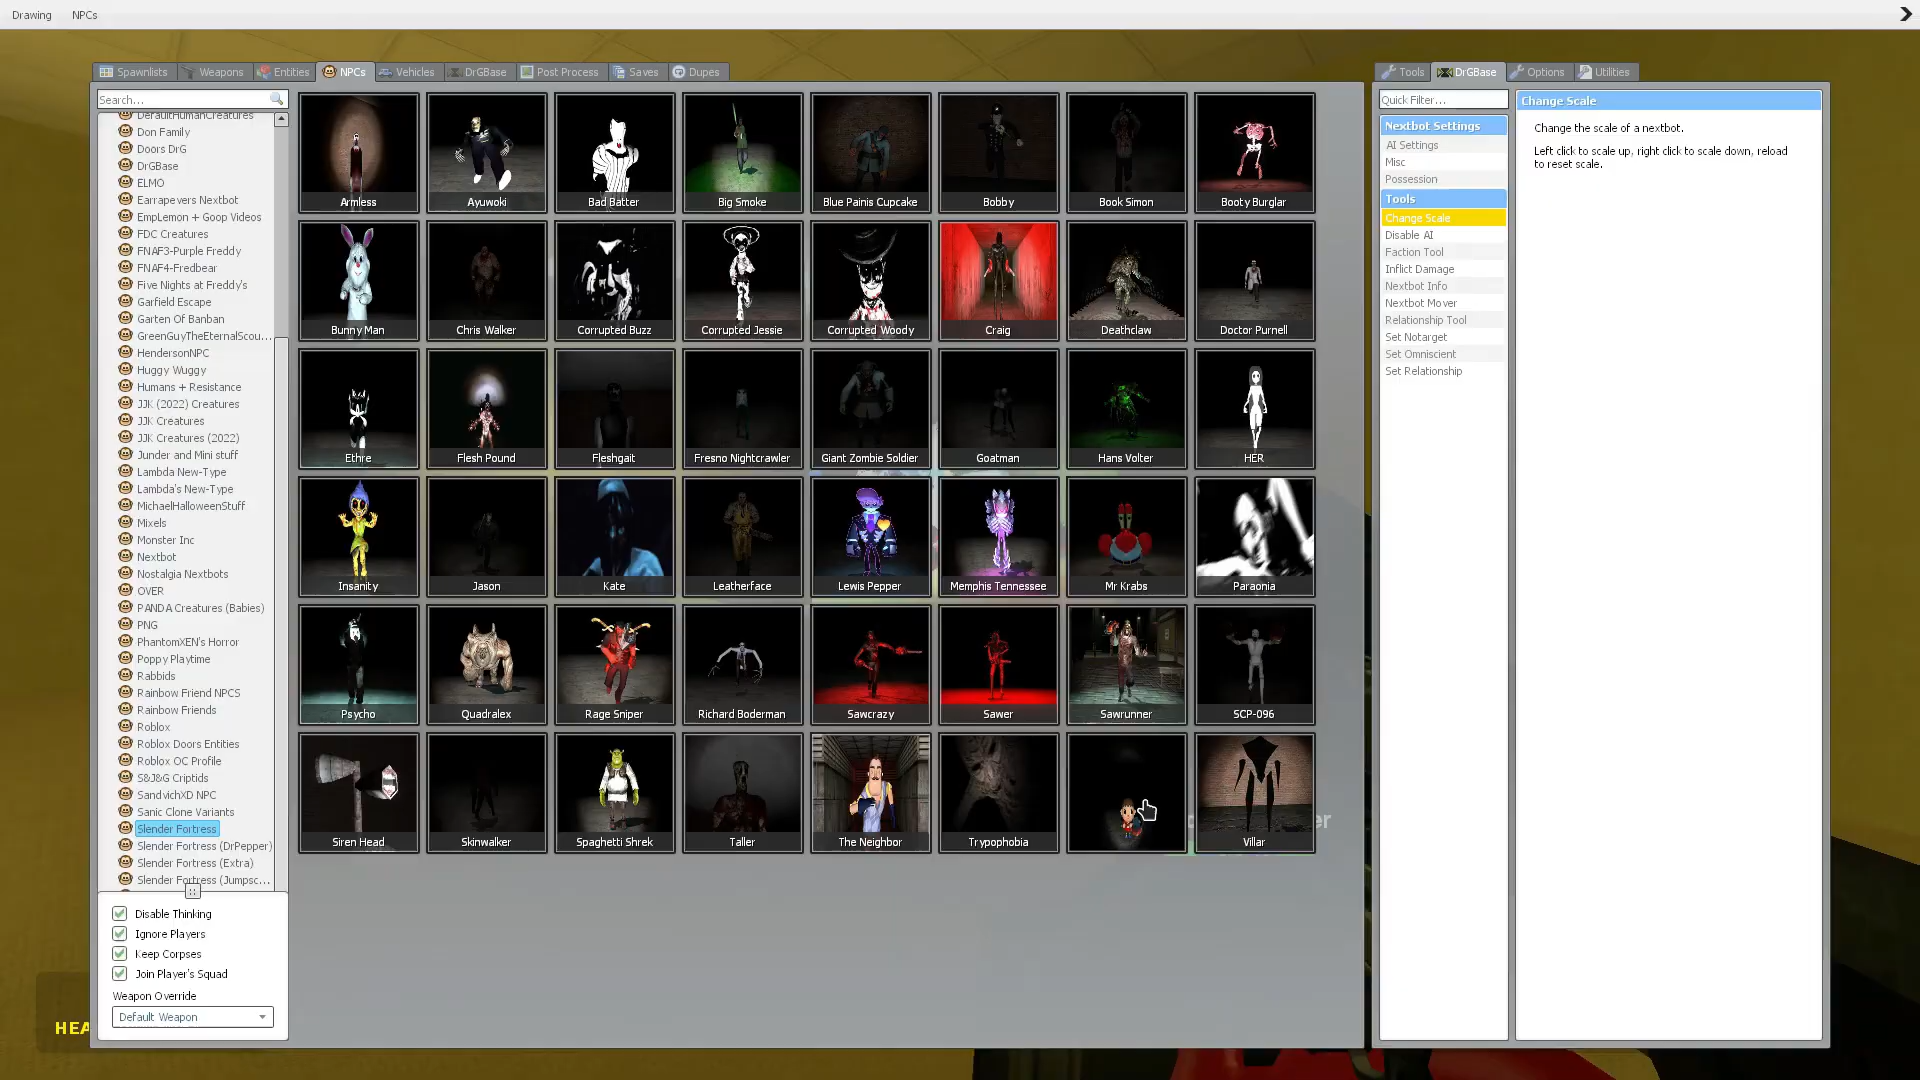 Drawing NPCs
Spawnlists Weapons Entities NPCs Vehicles DrGBase Post Process Saves Dupes
Tools DrGBase Options Utilities
Search...
DefaultHumanCreatures
Don Family
Doors DrG
DrGBase
ELMO
Earrapevers Nextbot
EmpLemon + Goop Videos
FDC Creatures
FNAF3-Purple Freddy
FNAF4-Fredbear
Five Nights at Freddy's
Garfield Escape
Garten Of Banban
GreenGuyTheEternalScou...
HendersonNPC
Huggy Wuggy
Humans + Resistance
JJK (2022) Creatures
JJK Creatures
JJK Creatures (2022)
Junder and Mini stuff
Lambda New-Type
Lambda's New-Type
MichaelHalloweenStuff
Mixels
Monster Inc
Nextbot
Nostalgia Nextbots
OVER
PANDA Creatures (Babies)
PNG
PhantomXEN's Horror
Poppy Playtime
Rabbids
Rainbow Friend NPCS
Rainbow Friends
Roblox
Roblox Doors Entities
Roblox OC Profile
S&J&G Criptids
SandvichXD NPC
Sanic Clone Variants
Slender Fortress
Slender Fortress (DrPepper)
Slender Fortress (Extra)
Slender Fortress (Jumpsc...
Disable Thinking
Ignore Players
Keep Corpses
Join Player's Squad
Weapon Override
Default Weapon
Armless Ayuwoki Bad Batter Big Smoke Blue Painis Cupcake Bobby Book Simon Booty Burglar
Bunny Man Chris Walker Corrupted Buzz Corrupted Jessie Corrupted Woody Craig Deathclaw Doctor Purnell
Ethre Flesh Pound Fleshgait Fresno Nightcrawler Giant Zombie Soldier Goatman Hans Volter HER
Insanity Jason Kate Leatherface Lewis Pepper Memphis Tennessee Mr Krabs Paraonia
Psycho Quadralex Rage Sniper Richard Boderman Sawcrazy Sawer Sawrunner SCP-096
Siren Head Skinwalker Spaghetti Shrek Taller The Neighbor Trypophobia Villar
Quick Filter...
Nextbot Settings
AI Settings
Misc
Possession
Tools
Change Scale
Disable AI
Faction Tool
Inflict Damage
Nextbot Info
Nextbot Mover
Relationship Tool
Set Notarget
Set Omniscient
Set Relationship
Change Scale
Change the scale of a nextbot.
Left click to scale up, right click to scale down, reload
to reset scale.
HEA